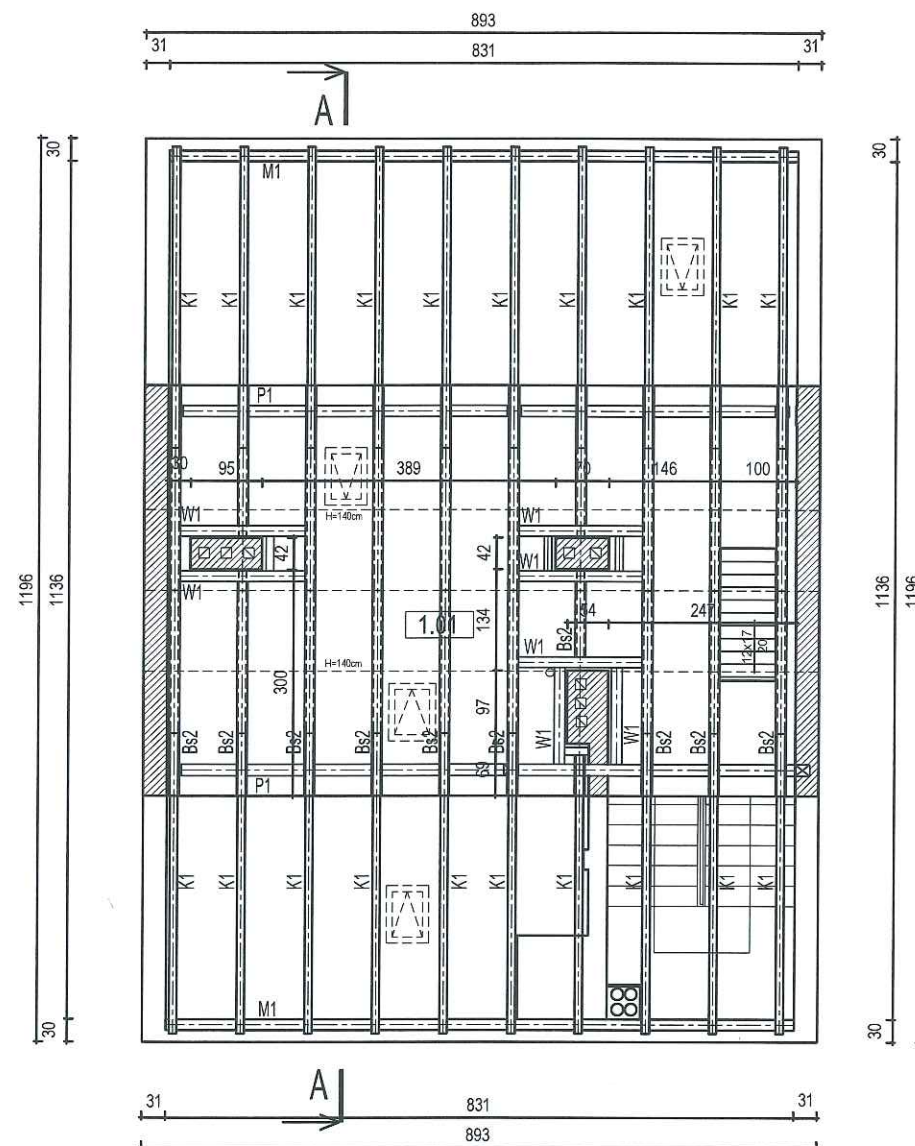 893
31 831 31
A
30 30
M1
K1 K1 K1 K1 K1 K1 K1 K1 K1 K1
P1
30 95 389 70 146 100
H=140cm
W1 W1
42 W1 42
W1
1196 1136 1136 1196
1.01 134 54 247
Bs2
W1
12x17
20
H=140cm
300
97
W1 W1
Bs2 Bs2 Bs2 Bs2 Bs2 Bs2 Bs2 Bs2 Bs2
69
P1
K1 K1 K1 K1 K1 K1 K1 K1 K1 K1
M1
30 30
A
31 831 31
893